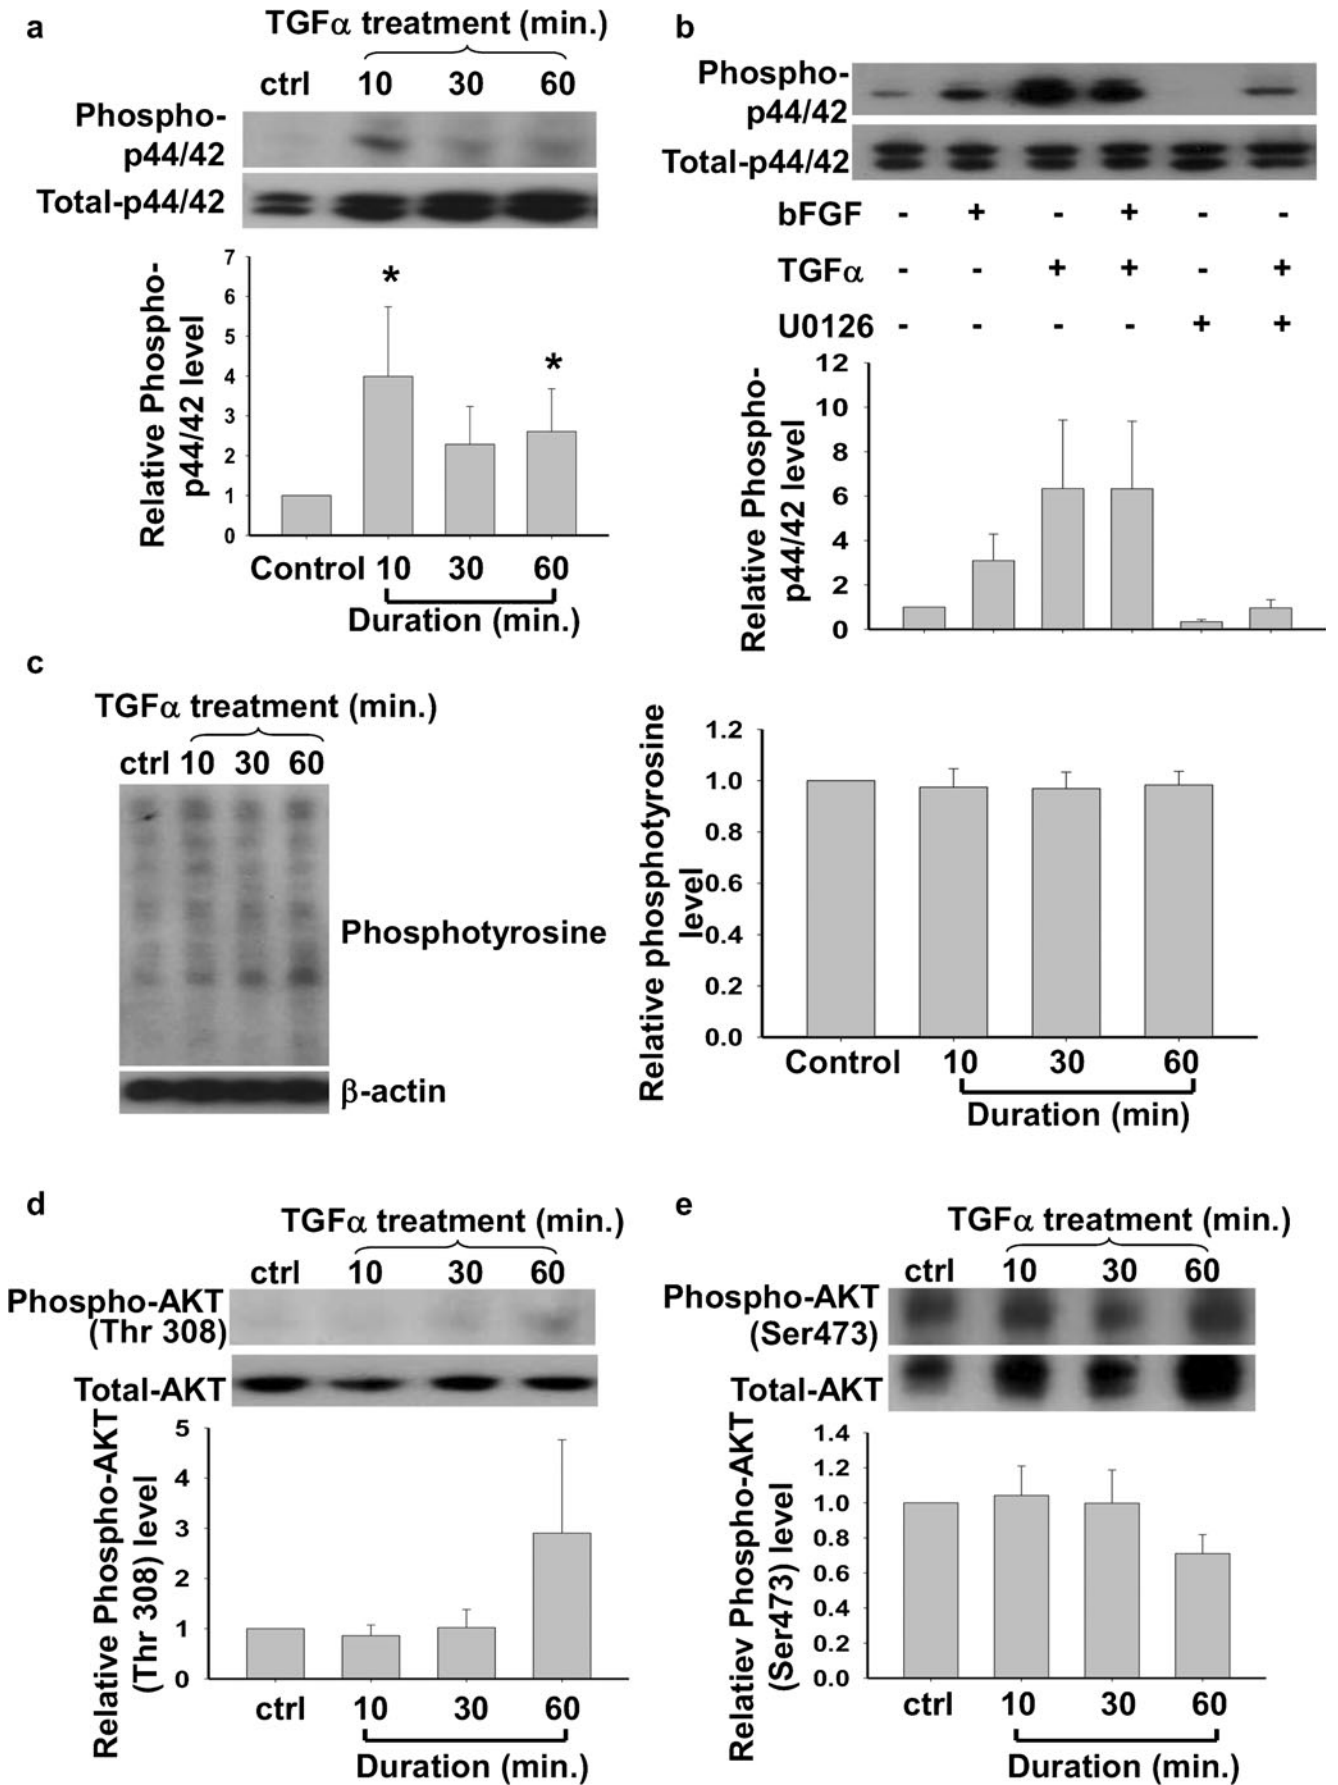 a
TGFα treatment (min.)
ctrl 10 30 60
Phospho-
p44/42
Total-p44/42
7
6
5
4
3
2
1
0
Relative Phospho-
p44/42 level
*
*
Control 10 30 60
Duration (min.)
b
Phospho-
p44/42
Total-p44/42
bFGF - + - + - -
TGFα - - + + - +
U0126 - - - - + +
12
10
8
6
4
2
0
Relative Phospho-
p44/42 level
c
TGFα treatment (min.)
ctrl 10 30 60
Phosphotyrosine
β-actin
1.2
1.0
0.8
0.6
0.4
0.2
0.0
Relative phosphotyrosine
level
Control 10 30 60
Duration (min)
d
TGFα treatment (min.)
ctrl 10 30 60
Phospho-AKT
(Thr 308)
Total-AKT
5
4
3
2
1
0
Relative Phospho-AKT
(Thr 308) level
ctrl 10 30 60
Duration (min.)
e
TGFα treatment (min.)
ctrl 10 30 60
Phospho-AKT
(Ser473)
Total-AKT
1.4
1.2
1.0
0.8
0.6
0.4
0.2
0.0
Relatiev Phospho-AKT
(Ser473) level
ctrl 10 30 60
Duration (min.)